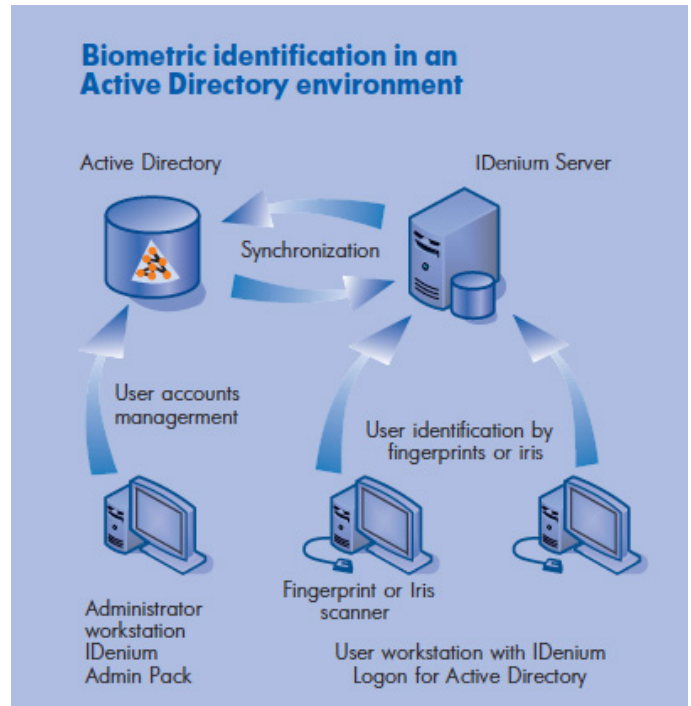 Biometric identification in an
Active Directory environment
Active Directory
IDenium Server
Synchronization
User accounts
managerment
User identification by
fingerprints or iris
Fingerprint or Iris
scanner
Administrator
workstation
IDenium
Admin Pack
User workstation with IDenium
Logon for Active Directory